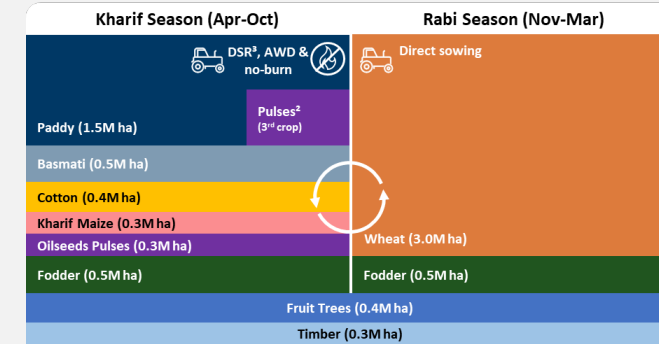 Kharif Season (Apr-Oct)
Rabi Season (Nov-Mar)
DSR³, AWD &
no-burn
Direct sowing
Pulses²
(3rd crop)
Paddy (1.5M ha)
Basmati (0.5M ha)
Cotton (0.4M ha)
Kharif Maize (0.3M ha)
Oilseeds Pulses (0.3M ha)
Wheat (3.0M ha)
Fodder (0.5M ha)
Fodder (0.5M ha)
Fruit Trees (0.4M ha)
Timber (0.3M ha)